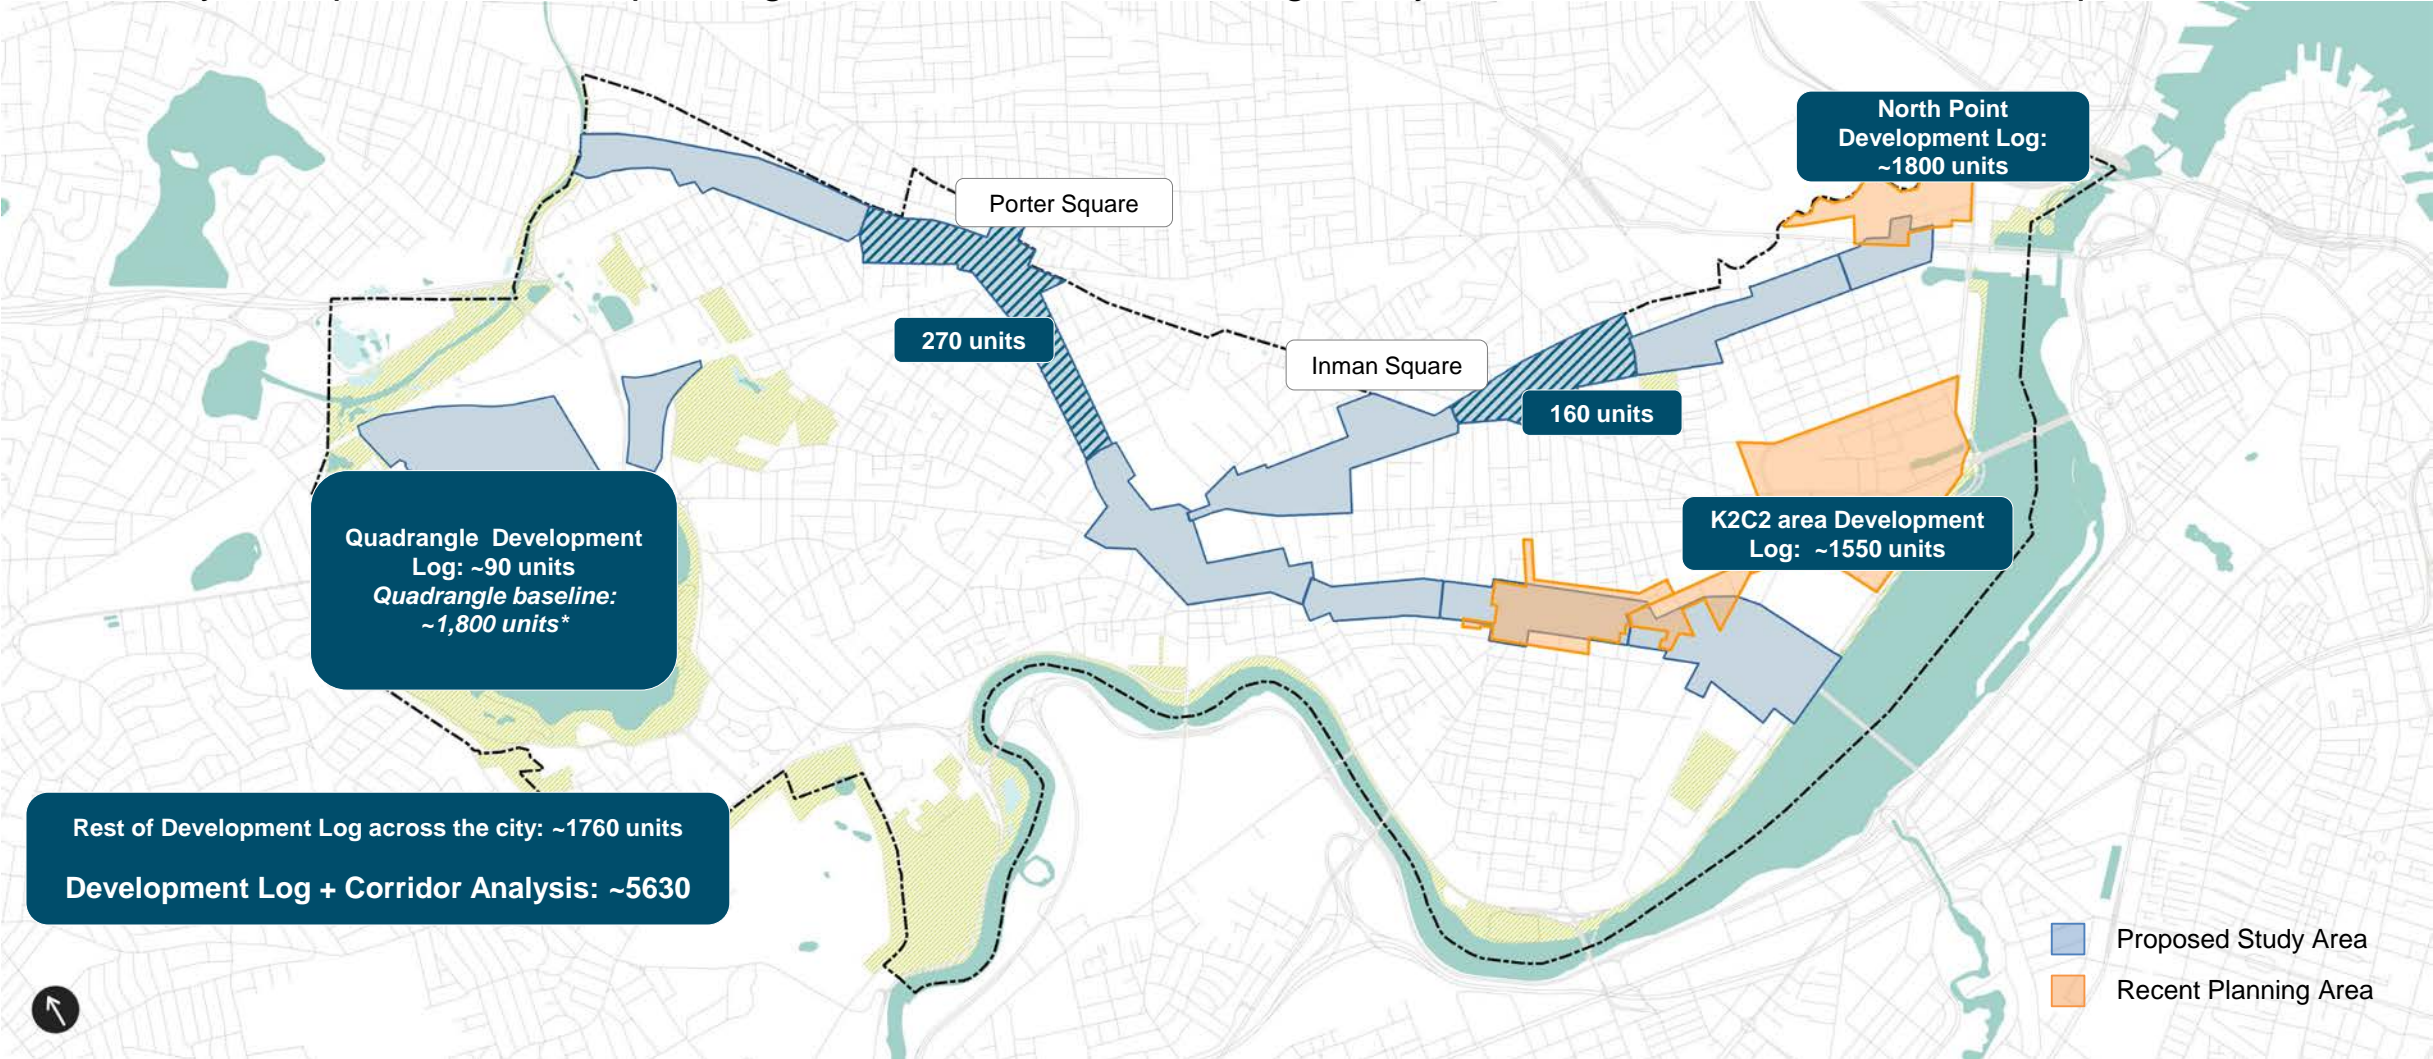 North Point
Development Log:
~1800 units
Porter Square
270 units
Inman Square
160 units
K2C2 area Development
Log: ~1550 units
Quadrangle Development
Log: ~90 units
Quadrangle baseline:
~1,800 units*
Rest of Development Log across the city: ~1760 units
Development Log + Corridor Analysis: ~5630
Proposed Study Area
Recent Planning Area